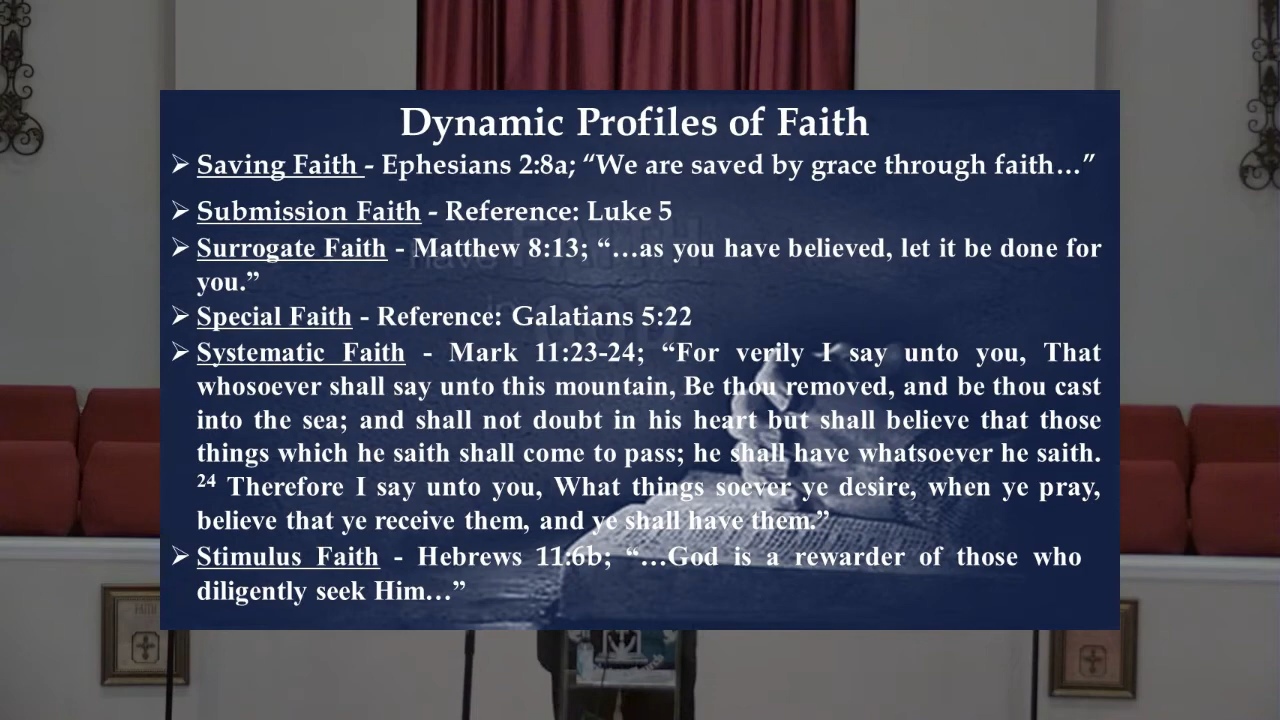 Dynamic Profiles of Faith
➢ Saving Faith - Ephesians 2:8a; “We are saved by grace through faith…”
➢ Submission Faith - Reference: Luke 5
➢ Surrogate Faith - Matthew 8:13; “…as you have believed, let it be done for
you.”
➢ Special Faith - Reference: Galatians 5:22
➢ Systematic Faith - Mark 11:23-24; “For verily I say unto you, That
whosoever shall say unto this mountain, Be thou removed, and be thou cast
into the sea; and shall not doubt in his heart but shall believe that those
things which he saith shall come to pass; he shall have whatsoever he saith.
24 Therefore I say unto you, What things soever ye desire, when ye pray,
believe that ye receive them, and ye shall have them.”
➢ Stimulus Faith - Hebrews 11:6b; “…God is a rewarder of those who
diligently seek Him…”
FAITH